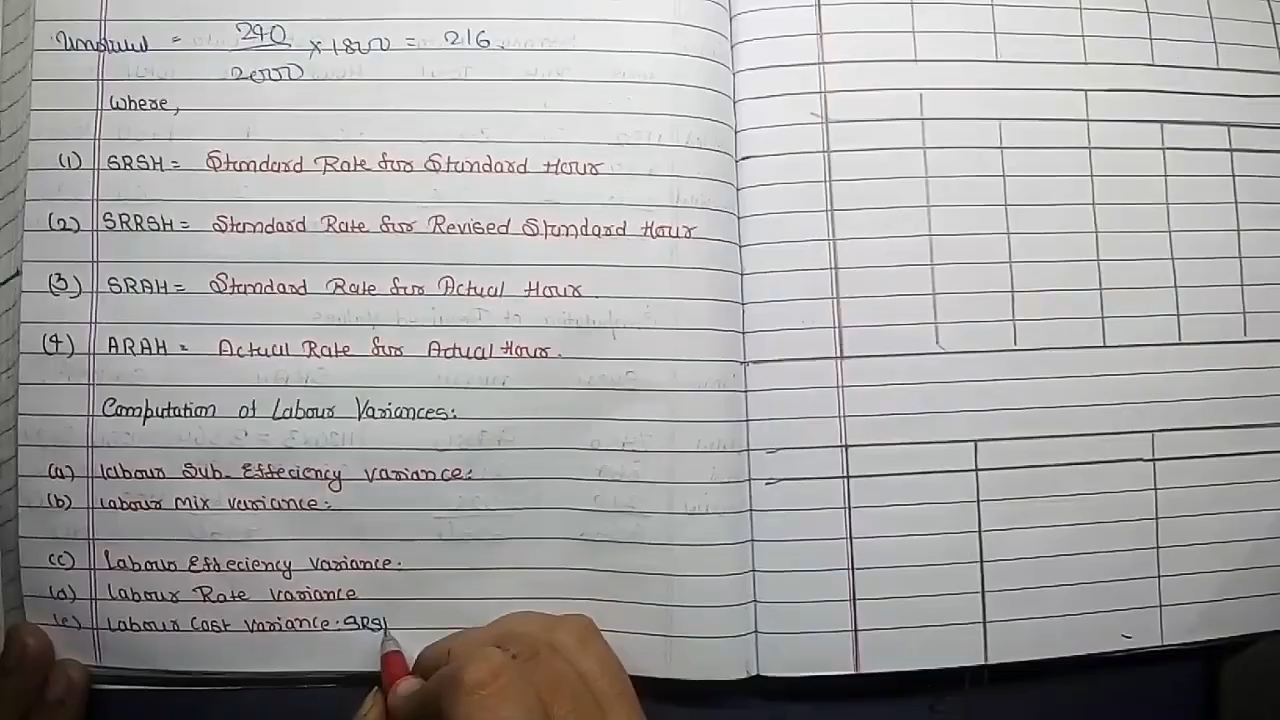 = 240/2000 × 1800 = 216.
where,
(1) SRSH = Standard Rate for Standard Hour
(2) SRRSH = Standard Rate for Revised Standard Hour
(3) SRAH = Standard Rate for Actual Hour
(4) ARAH = Actual Rate for Actual Hour.
Computation of Labour Variances:
(a) Labour Sub-Effeciency variance:
(b) Labour Mix variance:
(c) Labour Effeciency variance.
(d) Labour Rate variance
(e) Labour Cost variance: SRSH